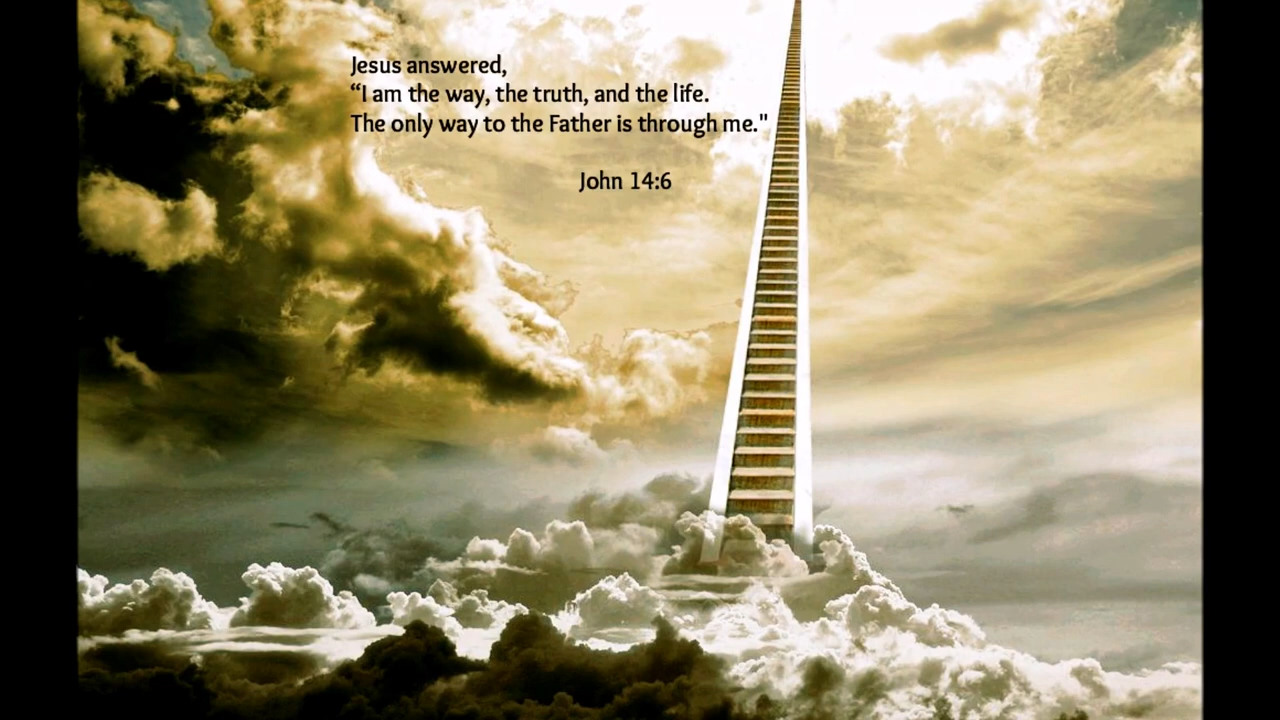 Jesus answered,
“I am the way, the truth, and the life.
The only way to the Father is through me."
John 14:6